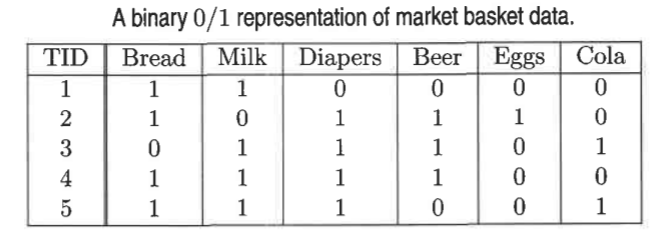 A binary 0/1 representation of market basket data.
TID Bread Milk Diapers Beer Eggs Cola
1 1 1 0 0 0 0
2 1 0 1 1 1 0
3 0 1 1 1 0 1
4 1 1 1 1 0 0
5 1 1 1 0 0 1